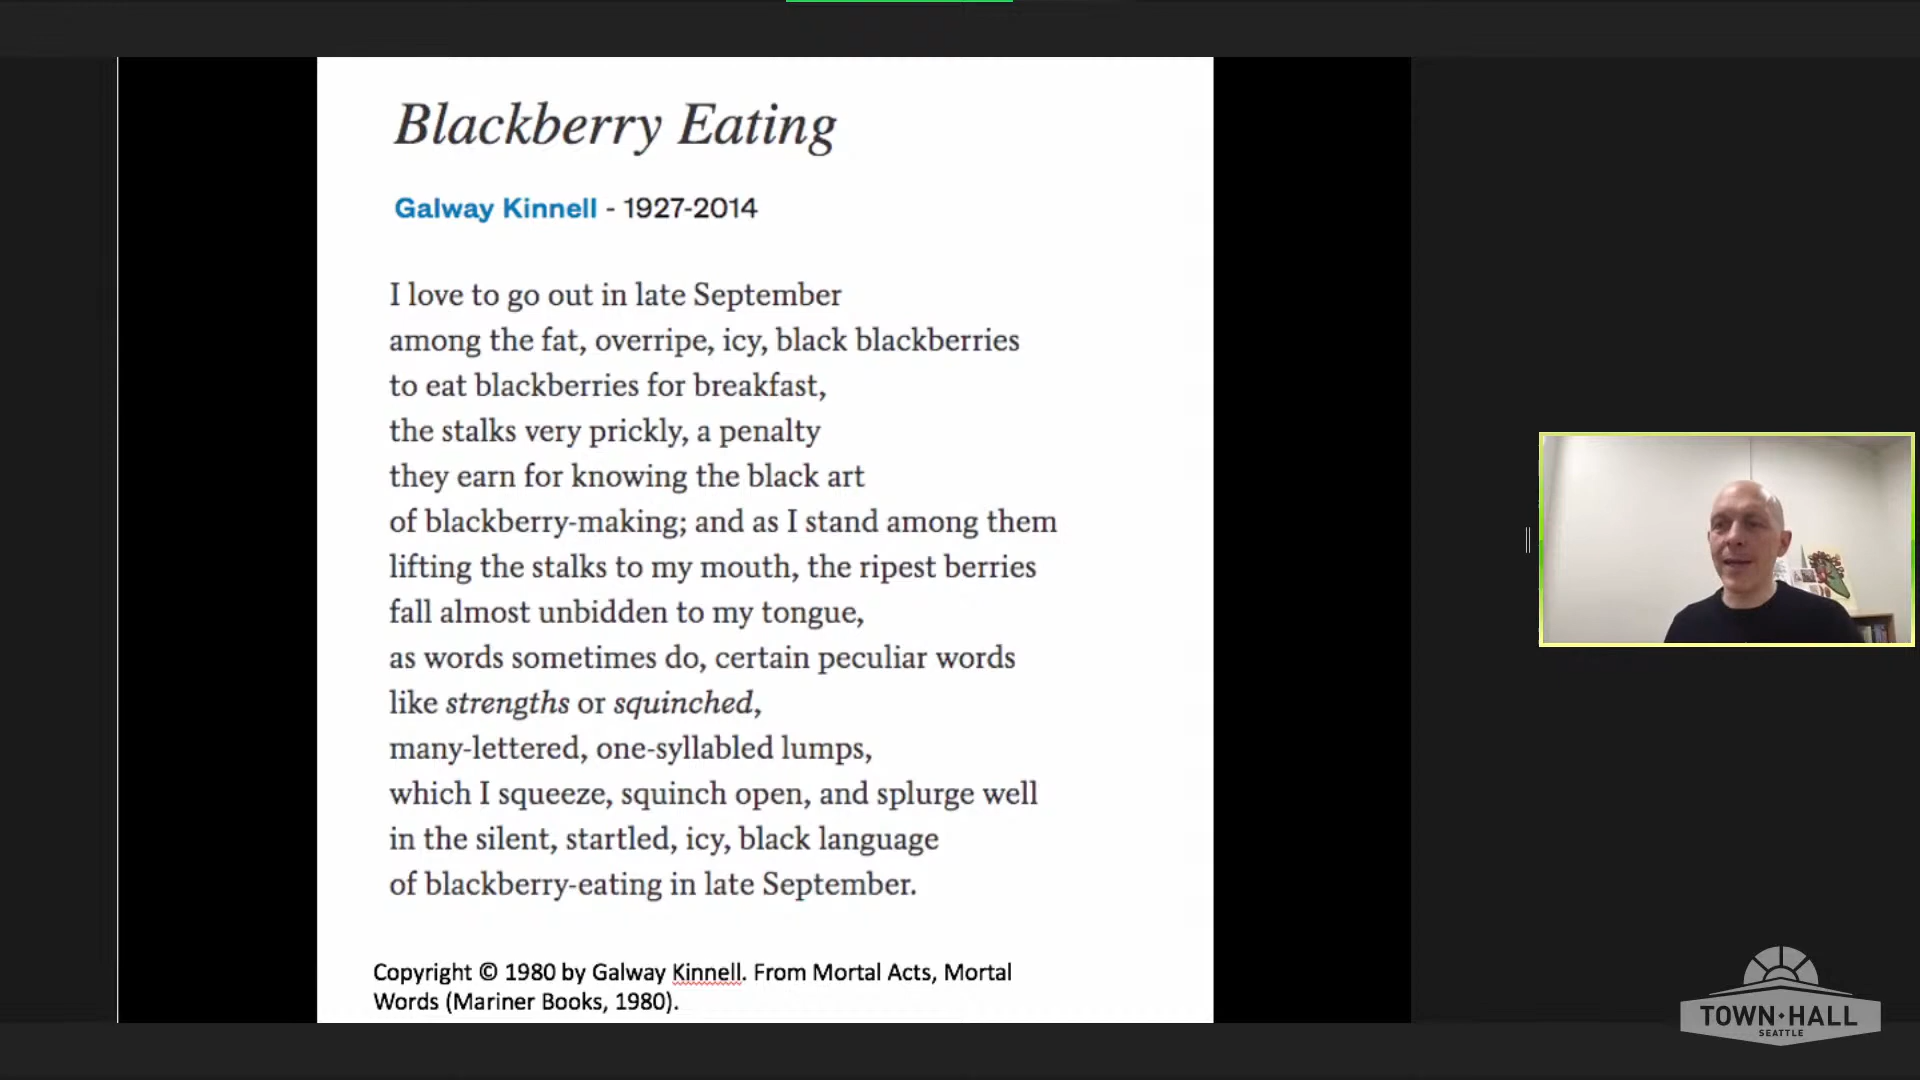 Blackberry Eating
Galway Kinnell - 1927-2014
I love to go out in late September
among the fat, overripe, icy, black blackberries
to eat blackberries for breakfast,
the stalks very prickly, a penalty
they earn for knowing the black art
of blackberry-making; and as I stand among them
lifting the stalks to my mouth, the ripest berries
fall almost unbidden to my tongue,
as words sometimes do, certain peculiar words
like strengths or squinched,
many-lettered, one-syllabled lumps,
which I squeeze, squinch open, and splurge well
in the silent, startled, icy, black language
of blackberry-eating in late September.
Copyright © 1980 by Galway Kinnell. From Mortal Acts, Mortal
Words (Mariner Books, 1980).
TOWN·HALL
SEATTLE